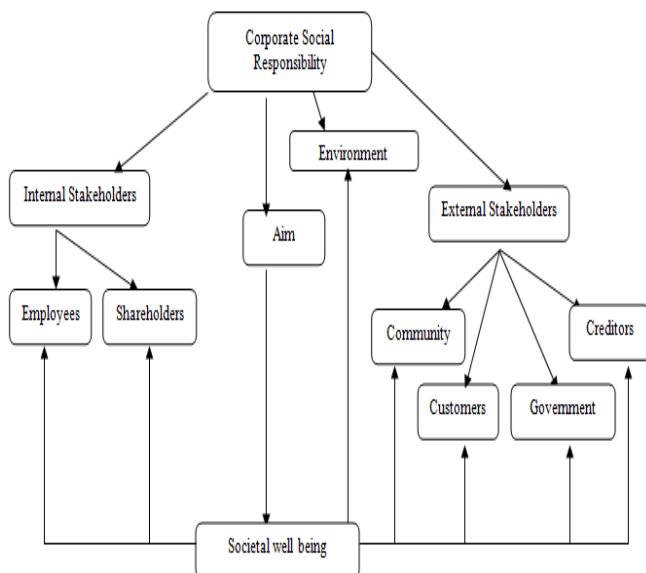 Corporate Social
Responsibility
Environment
Internal Stakeholders
External Stakeholders
Aim
Employees
Shareholders
Community
Creditors
Customers
Government
Societal well being